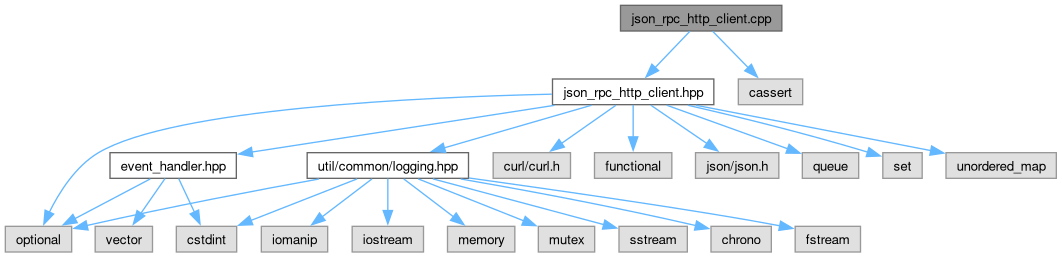 json_rpc_http_client.cpp
json_rpc_http_client.hpp
cassert
event_handler.hpp
util/common/logging.hpp
curl/curl.h
functional
json/json.h
queue
set
unordered_map
optional
vector
cstdint
iomanip
iostream
memory
mutex
sstream
chrono
fstream